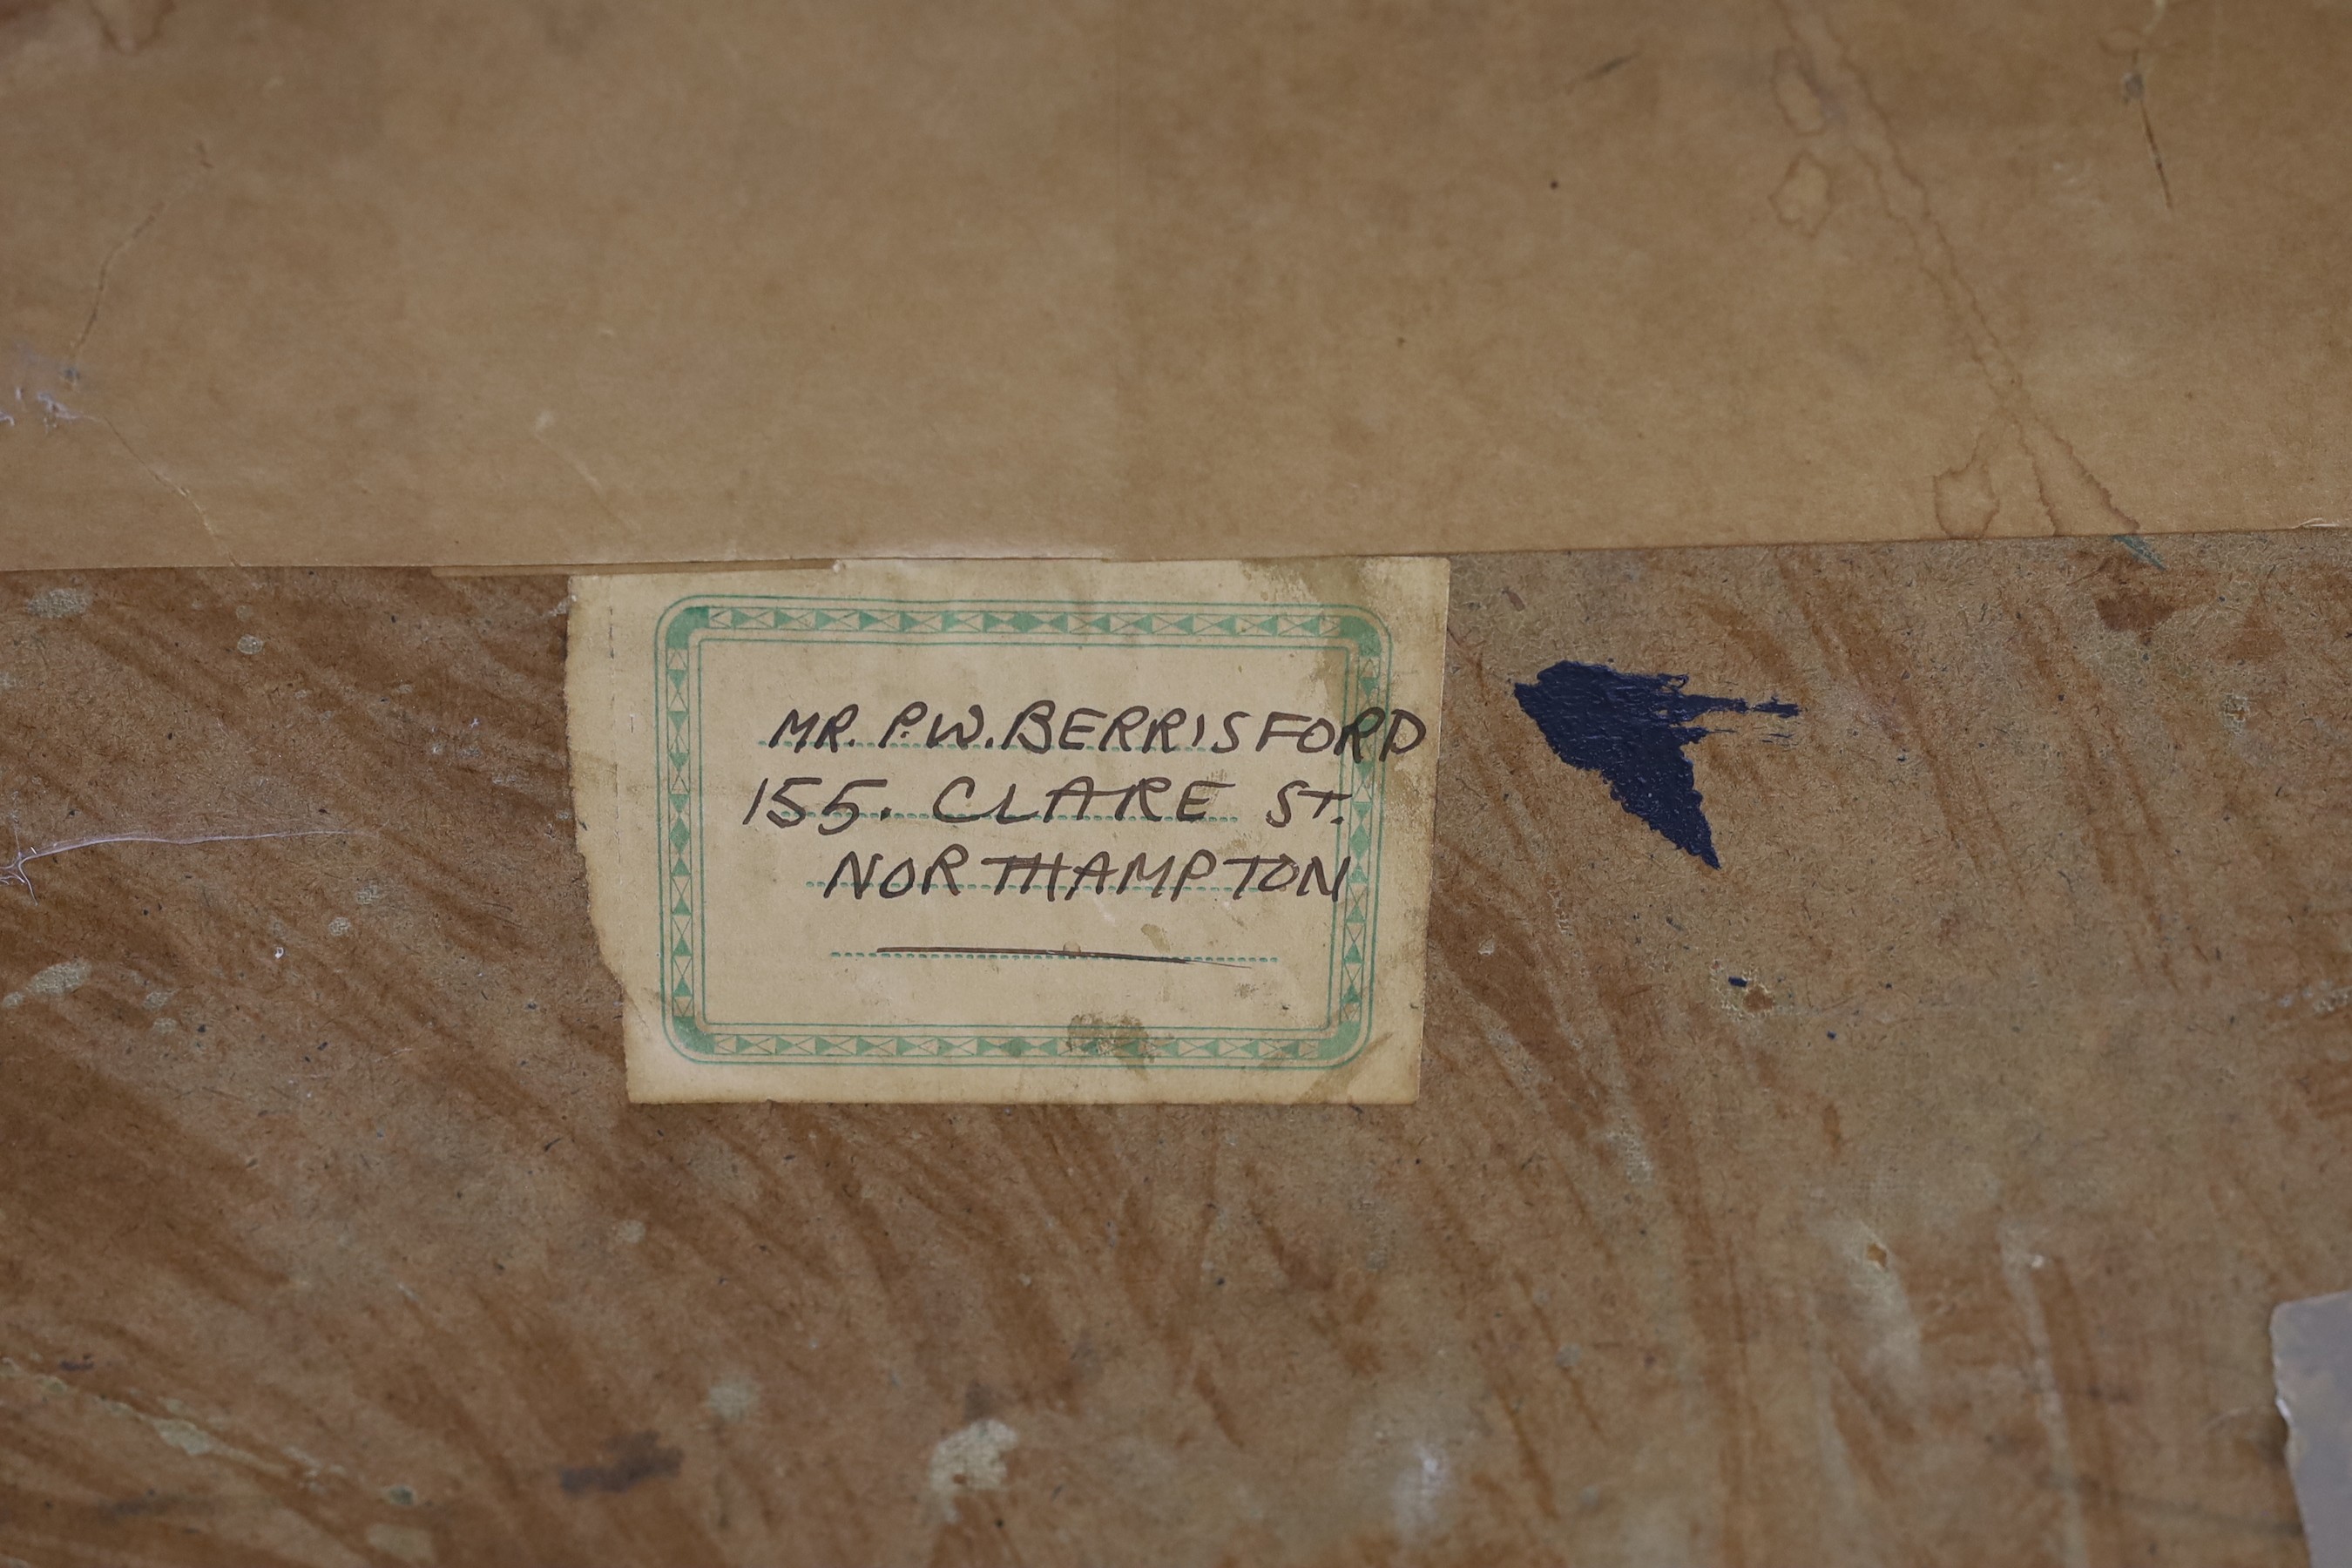 MR. P.W. BERRISFORD
155. CLARE ST.
NORTHAMPTON